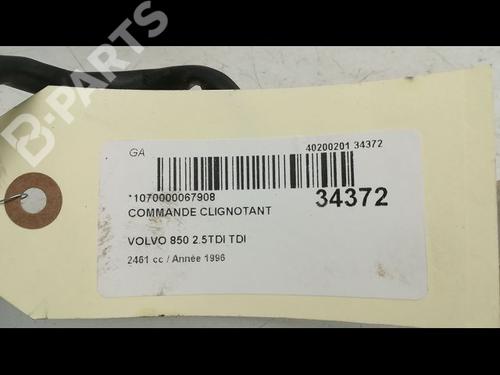 B-PARTS
GA
40200201 34372
*1070000067908
34372
COMMANDE CLIGNOTANT
VOLVO 850 2.5TDI TDI
2461 cc / Année 1996